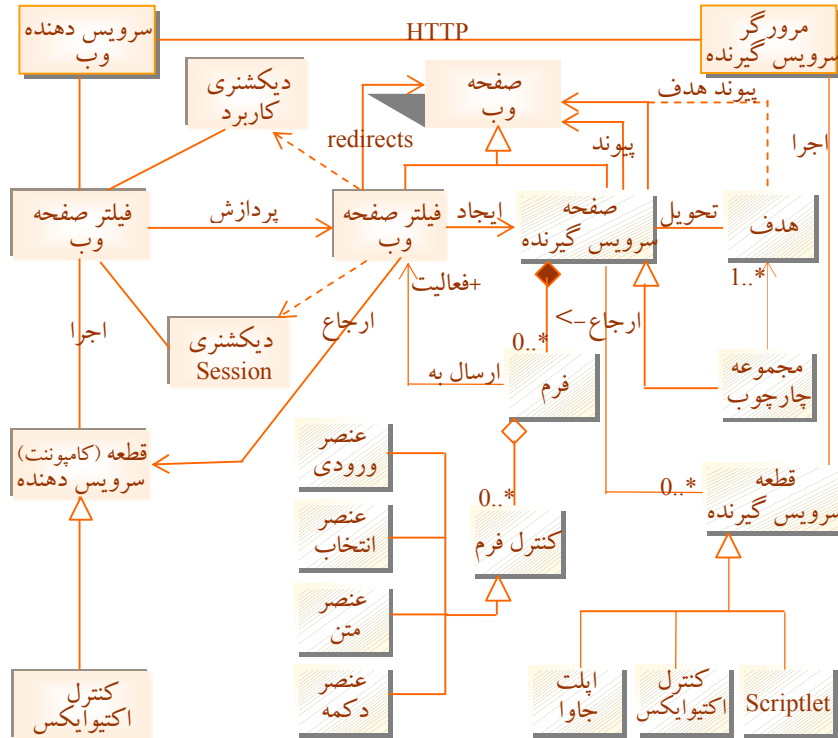 سرویس دهنده
وب
HTTP
مرورگر
سرویس گیرنده
دیکشنری
کاربرد
صفحه
وب
پیوند هدف
redirects
پیوند
اجرا
فیلتر صفحه
وب
پردازش
فیلتر صفحه
وب
ایجاد
صفحه
سرویس گیرنده
تحویل
هدف
+فعالیت
1..*
اجرا
دیکشنری
Session
ارجاع
<-ارجاع
0..*
ارسال به
فرم
مجموعه
چارچوب
قطعه (کامپوننت)
سرویس دهنده
عنصر
ورودی
0..*
0..*
قطعه
سرویس گیرنده
عنصر
انتخاب
کنترل فرم
عنصر
متن
کنترل
اکتیوایکس
عنصر
دکمه
اپلت
جاوا
کنترل
اکتیوایکس
Scriptlet